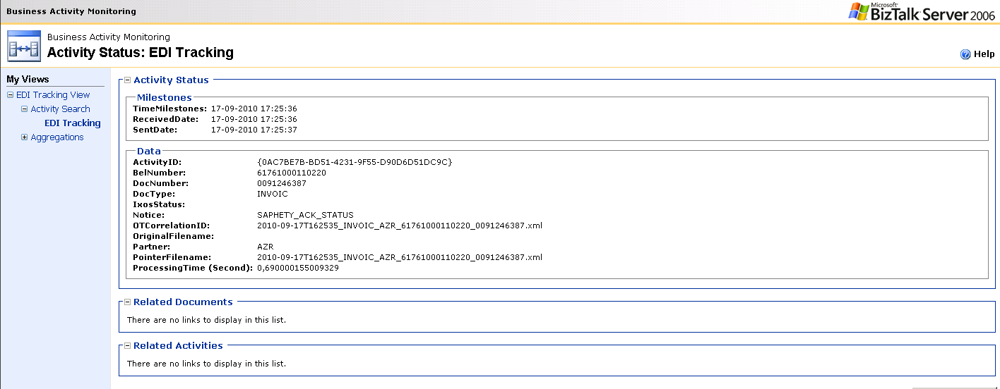 Business Activity Monitoring
Microsoft
BizTalk Server 2006
Business Activity Monitoring
Activity Status: EDI Tracking
Help
My Views
EDI Tracking View
Activity Search
EDI Tracking
Aggregations
Activity Status
Milestones
TimeMilestones: 17-09-2010 17:25:36
ReceivedDate: 17-09-2010 17:25:36
SentDate: 17-09-2010 17:25:37
Data
ActivityID: {0AC7BE7B-BD51-4231-9F55-D90D6D51DC9C}
BelNumber: 61761000110220
DocNumber: 0091246387
DocType: INVOIC
IxosStatus:
Notice: SAPHETY_ACK_STATUS
OTCorrelationID: 2010-09-17T162535_INVOIC_AZR_61761000110220_0091246387.xml
OriginalFilename:
Partner: AZR
PointerFilename: 2010-09-17T162535_INVOIC_AZR_61761000110220_0091246387.xml
ProcessingTime (Second): 0,690000155009329
Related Documents
There are no links to display in this list.
Related Activities
There are no links to display in this list.